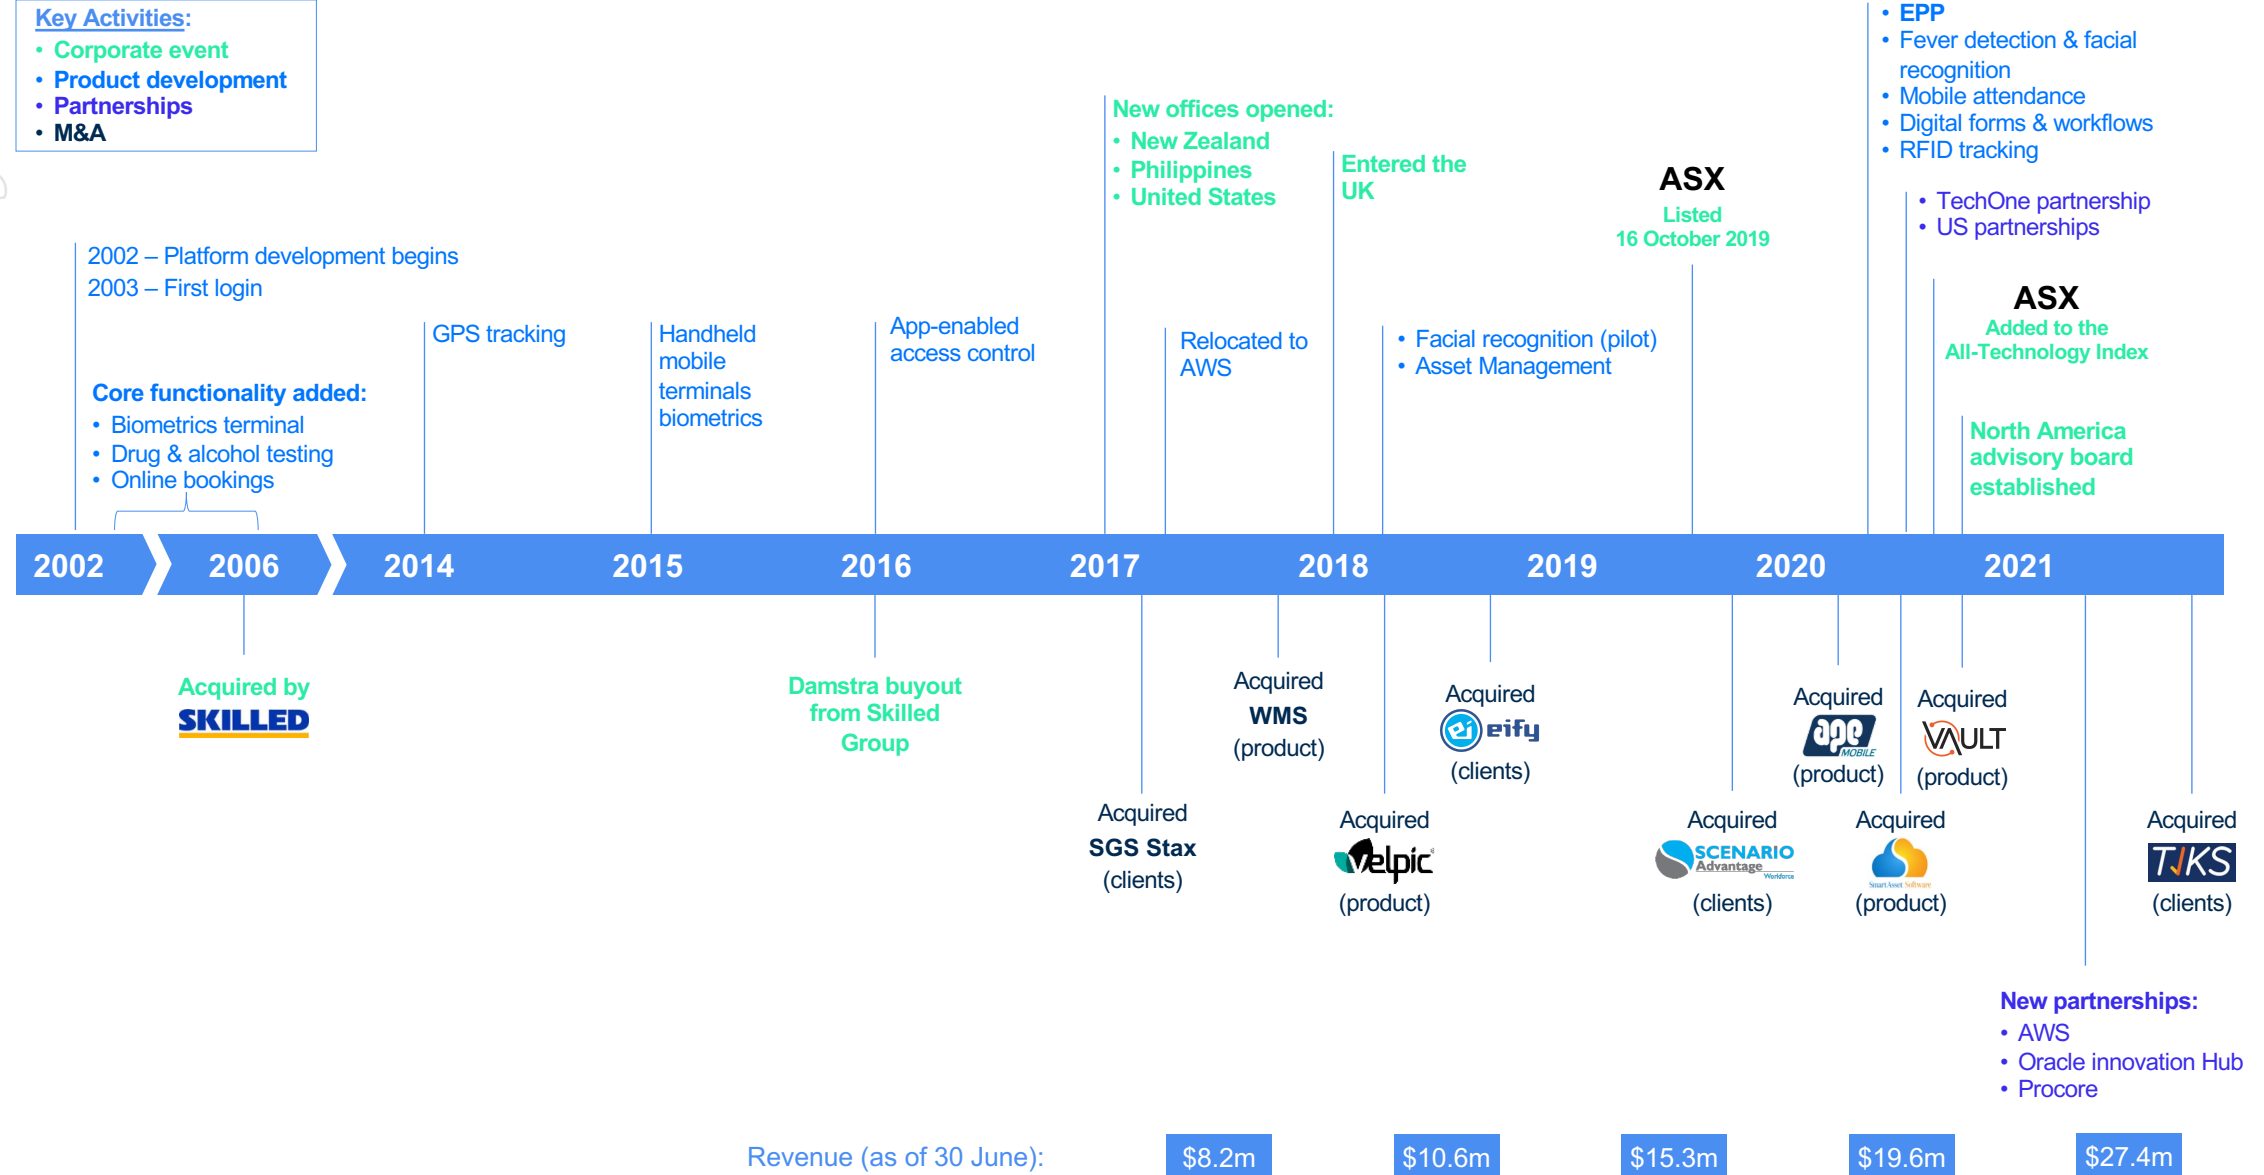 Key Activities:
• Corporate event
• Product development
• Partnerships
• M&A
2002 – Platform development begins
2003 – First login
Core functionality added:
• Biometrics terminal
• Drug & alcohol testing
• Online bookings
GPS tracking
Handheld
mobile
terminals
biometrics
App-enabled
access control
New offices opened:
• New Zealand
• Philippines
• United States
Relocated to
AWS
Entered the
UK
• Facial recognition (pilot)
• Asset Management
ASX
Listed
16 October 2019
• EPP
• Fever detection & facial
recognition
• Mobile attendance
• Digital forms & workflows
• RFID tracking
• TechOne partnership
• US partnerships
ASX
Added to the
All-Technology Index
North America
advisory board
established
2002 2006 2014 2015 2016 2017 2018 2019 2020 2021
Acquired by
SKILLED
Damstra buyout
from Skilled
Group
Acquired
SGS Stax
(clients)
Acquired
WMS
(product)
Acquired
velpic
(product)
Acquired
ei eify
(clients)
Acquired
SCENARIO
Advantage
Workforce
(clients)
Acquired
ape
MOBILE
(product)
Acquired
SmartAsset Software
(product)
Acquired
VAULT
(product)
New partnerships:
• AWS
• Oracle innovation Hub
• Procore
Acquired
TIKS
(clients)
Revenue (as of 30 June): $8.2m $10.6m $15.3m $19.6m $27.4m